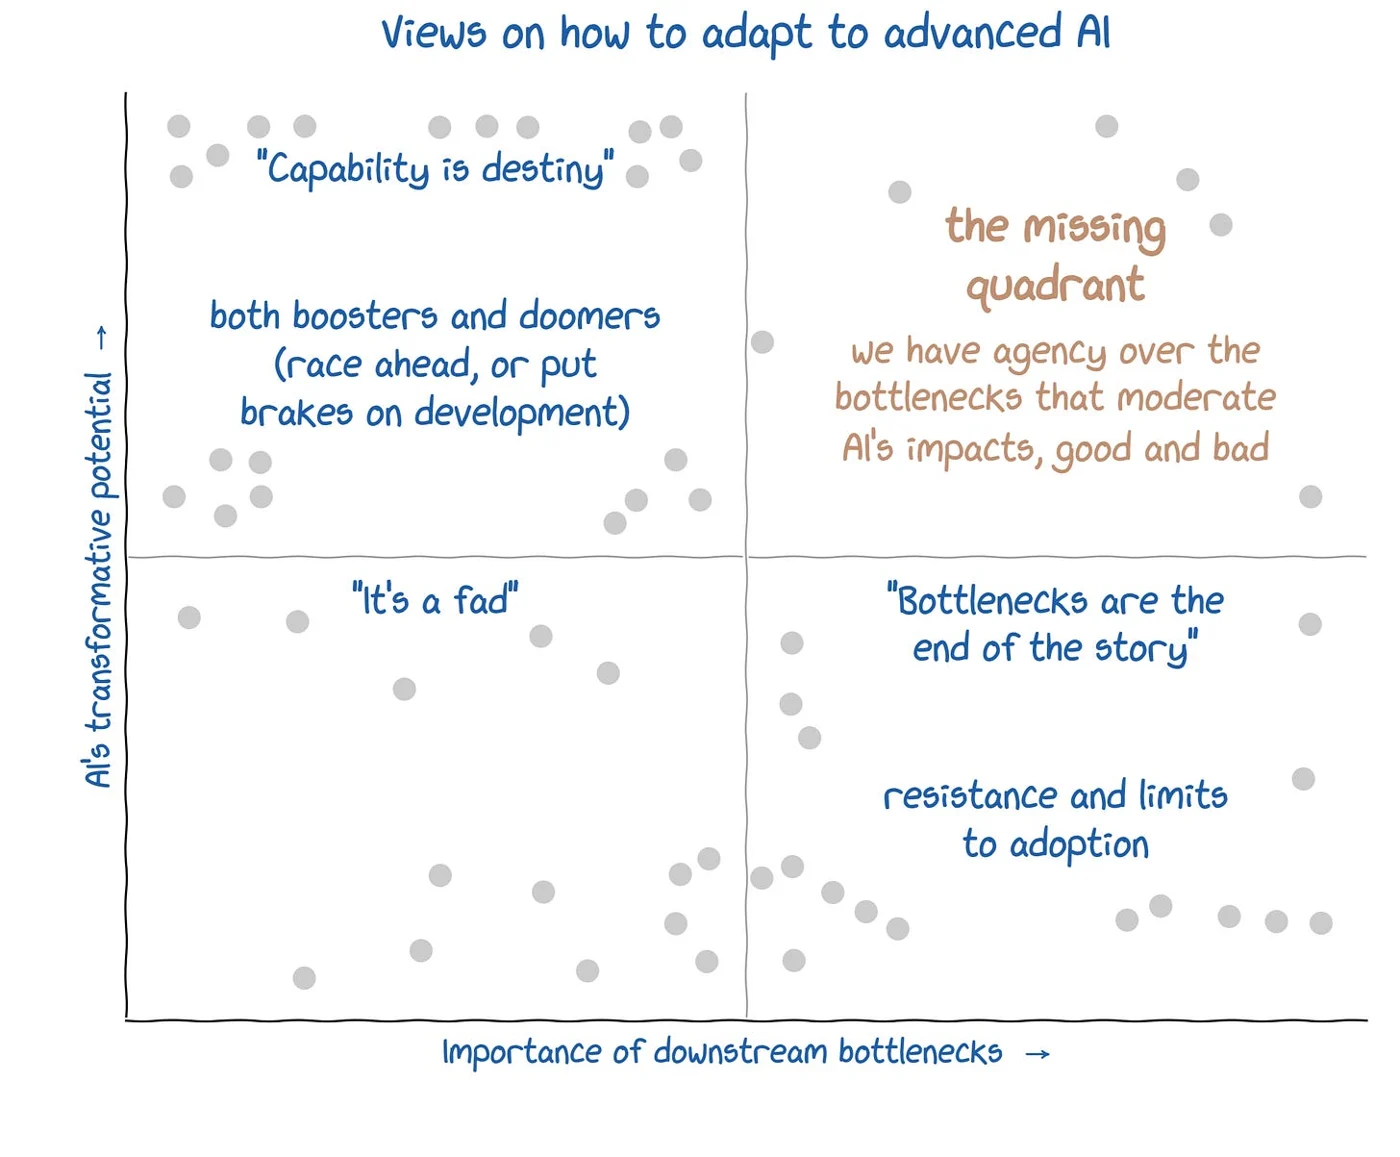 Views on how to adapt to advanced AI
"Capability is destiny"
both boosters and doomers
(race ahead, or put
brakes on development)
the missing
quadrant
we have agency over the
bottlenecks that moderate
AI's impacts, good and bad
"It's a fad"
"Bottlenecks are the
end of the story"
resistance and limits
to adoption
AI's transformative potential →
Importance of downstream bottlenecks →